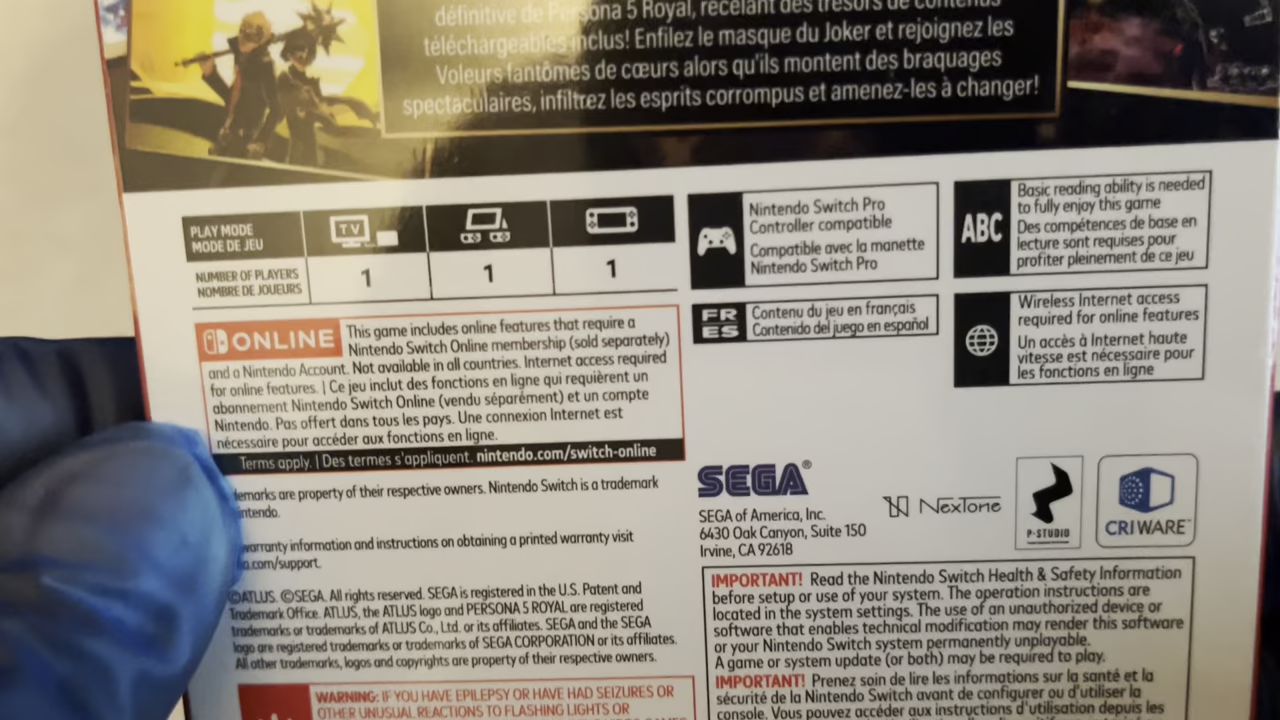 définitive de Persona 5 Royal, recélant des trésors de contenus
téléchargeables inclus! Enfilez le masque du Joker et rejoignez les
Voleurs fantômes de cœurs alors qu'ils montent des braquages
spectaculaires, infiltrez les esprits corrompus et amenez-les à changer!
PLAY MODE
MODE DE JEU
TV
NUMBER OF PLAYERS
NOMBRE DE JOUEURS
1
1
1
Nintendo Switch Pro
Controller compatible
Compatible avec la manette
Nintendo Switch Pro
ABC
Basic reading ability is needed
to fully enjoy this game
Des compétences de base en
lecture sont requises pour
profiter pleinement de ce jeu
FR
ES
Contenu du jeu en français
Contenido del juego en español
Wireless Internet access
required for online features
Un accès à Internet haute
vitesse est nécessaire pour
les fonctions en ligne
ONLINE
This game includes online features that require a
Nintendo Switch Online membership (sold separately)
and a Nintendo Account. Not available in all countries. Internet access required
for online features. | Ce jeu inclut des fonctions en ligne qui requièrent un
abonnement Nintendo Switch Online (vendu séparément) et un compte
Nintendo. Pas offert dans tous les pays. Une connexion Internet est
nécessaire pour accéder aux fonctions en ligne.
Terms apply. | Des termes s'appliquent. nintendo.com/switch-online
demarks are property of their respective owners. Nintendo Switch is a trademark
intendo.
warranty information and instructions on obtaining a printed warranty visit
a.com/support.
©ATLUS. ©SEGA. All rights reserved. SEGA is registered in the U.S. Patent and
Trademark Office. ATLUS, the ATLUS logo and PERSONA 5 ROYAL are registered
trademarks or trademarks of ATLUS Co., Ltd. or its affiliates. SEGA and the SEGA
logo are registered trademarks or trademarks of SEGA CORPORATION or its affiliates.
All other trademarks, logos and copyrights are property of their respective owners.
WARNING: IF YOU HAVE EPILEPSY OR HAVE HAD SEIZURES OR
OTHER UNUSUAL REACTIONS TO FLASHING LIGHTS OR
SEGA®
SEGA of America, Inc.
6430 Oak Canyon, Suite 150
Irvine, CA 92618
NexTone
P-STUDIO
CRIWARE™
IMPORTANT! Read the Nintendo Switch Health & Safety Information
before setup or use of your system. The operation instructions are
located in the system settings. The use of an unauthorized device or
software that enables technical modification may render this software
or your Nintendo Switch system permanently unplayable.
A game or system update (or both) may be required to play.
IMPORTANT! Prenez soin de lire les informations sur la santé et la
sécurité de la Nintendo Switch avant de configurer ou d'utiliser la
console. Vous pouvez accéder aux instructions d'utilisation depuis les